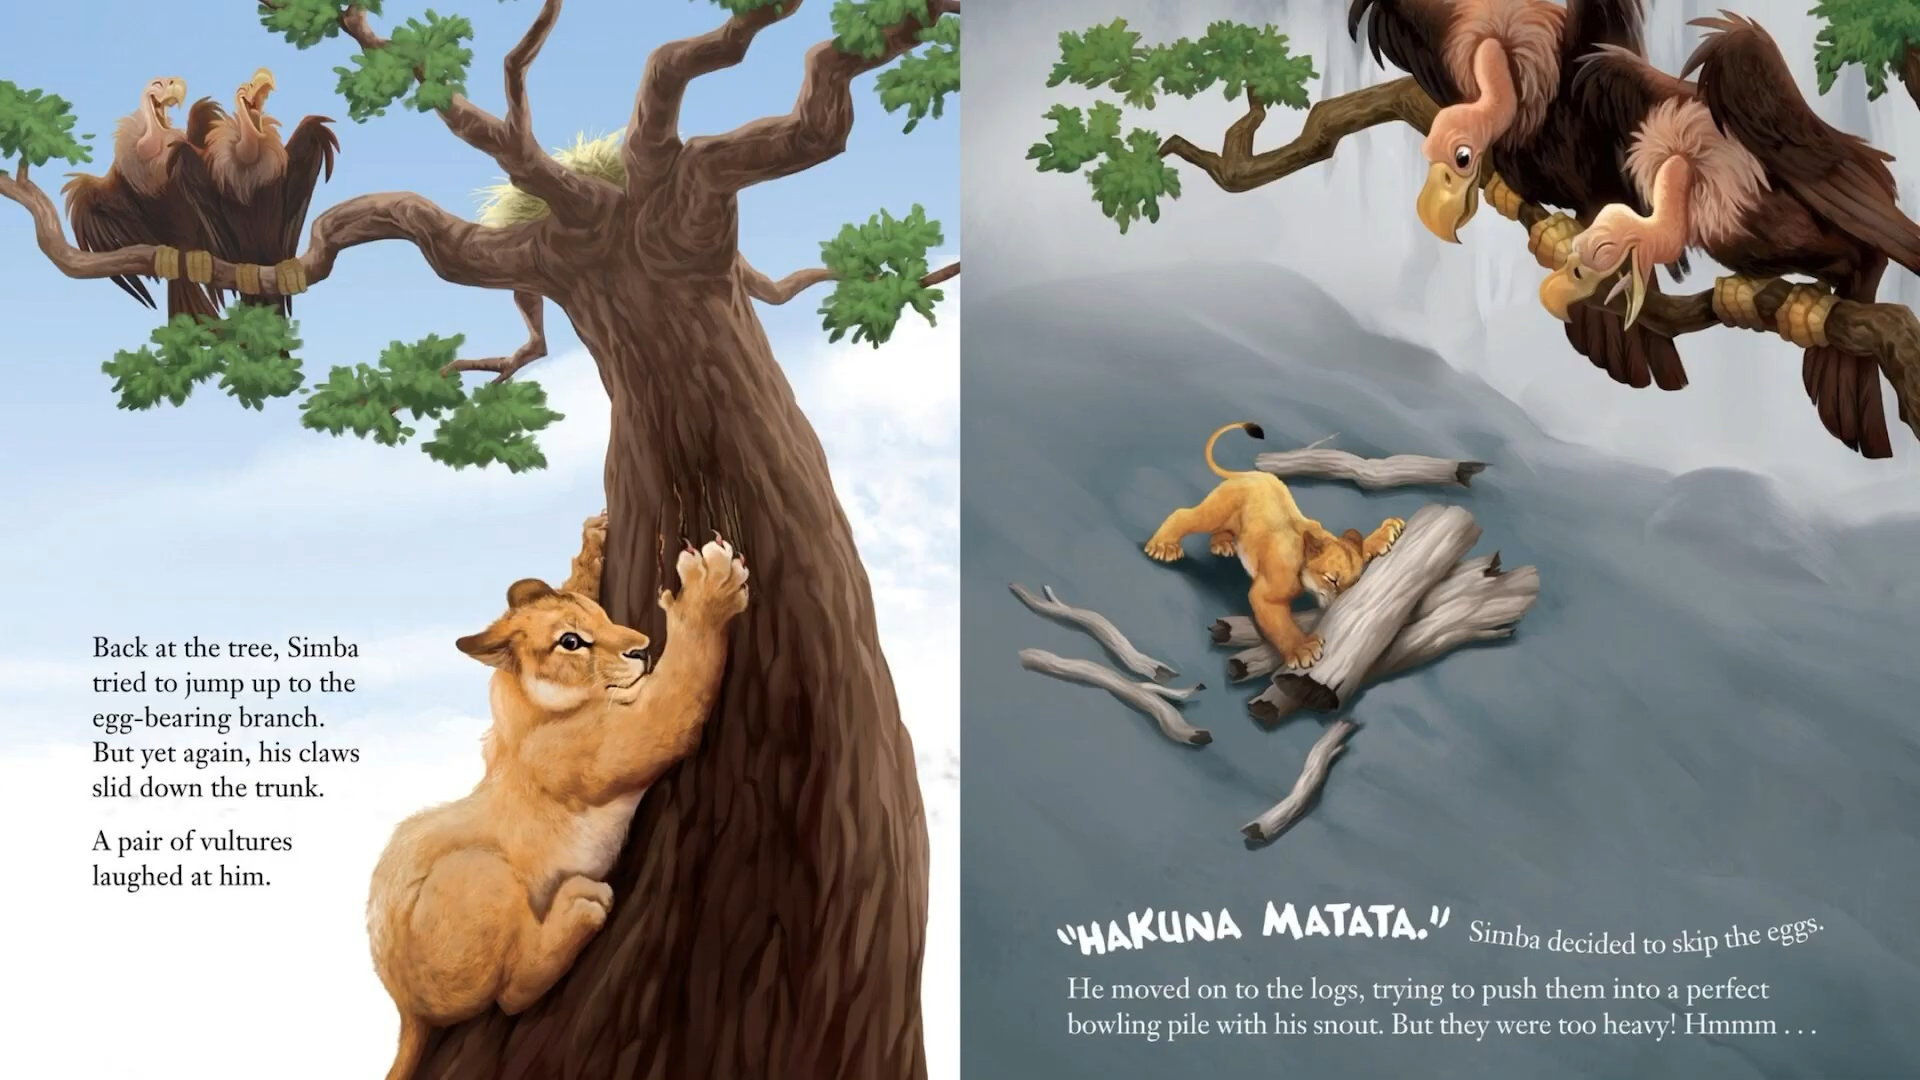 Back at the tree, Simba
tried to jump up to the
egg-bearing branch.
But yet again, his claws
slid down the trunk.
A pair of vultures
laughed at him.
“HAKUNA MATATA.” Simba decided to skip the eggs.
He moved on to the logs, trying to push them into a perfect
bowling pile with his snout. But they were too heavy! Hmmm . . .